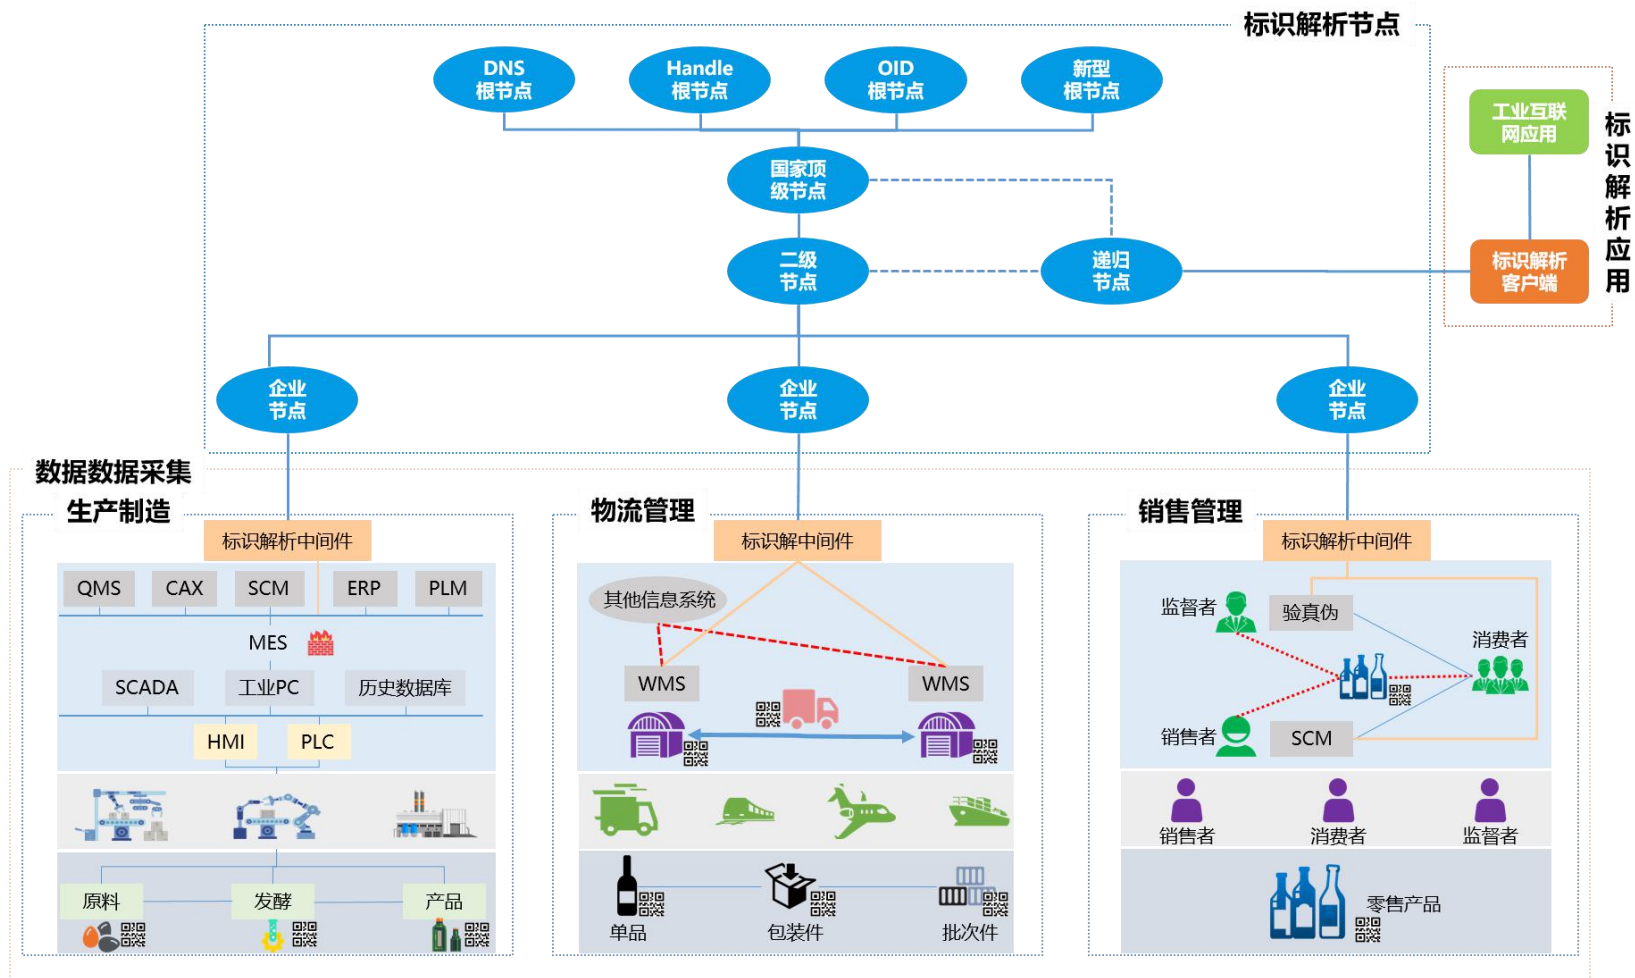 标识解析节点
DNS
根节点
Handle
根节点
OID
根节点
新型
根节点
国家顶
级节点
二级
节点
递归
节点
工业互联
网应用
标识解析
客户端
标识解析应用
企业
节点
企业
节点
企业
节点
数据数据采集
生产制造
标识解析中间件
QMS
CAX
SCM
ERP
PLM
MES
SCADA
工业PC
历史数据库
HMI
PLC
原料
发酵
产品
物流管理
标识解中间件
其他信息系统
WMS
WMS
单品
包装件
批次件
销售管理
标识解析中间件
监督者
验真伪
消费者
销售者
SCM
销售者
消费者
监督者
零售产品